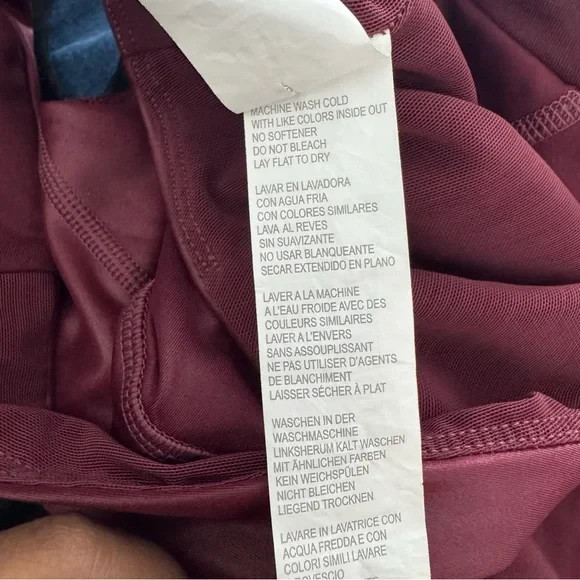 MACHINE WASH COLD
WITH LIKE COLORS INSIDE OUT
NO SOFTENER
DO NOT BLEACH
LAY FLAT TO DRY
LAVAR EN LAVADORA
CON AGUA FRIA
CON COLORES SIMILARES
LAVA AL REVES
SIN SUAVIZANTE
NO USAR BLANQUEANTE
SECAR EXTENDIDO EN PLANO
LAVER A LA MACHINE
A L'EAU FROIDE AVEC DES
COULEURS SIMILAIRES
LAVER A L'ENVERS
SANS ASSOUPLISSANT
NE PAS UTILISER D'AGENTS
DE BLANCHIMENT
LAISSER SÉCHER À PLAT
WASCHEN IN DER
WASCHMASCHINE
LINKSHERUM KALT WASCHEN
MIT ÄHNLICHEN FARBEN
KEIN WEICHSPÜLEN
NICHT BLEICHEN
LIEGEND TROCKNEN
LAVARE IN LAVATRICE CON
ACQUA FREDDA E CON
COLORI SIMILI LAVARE